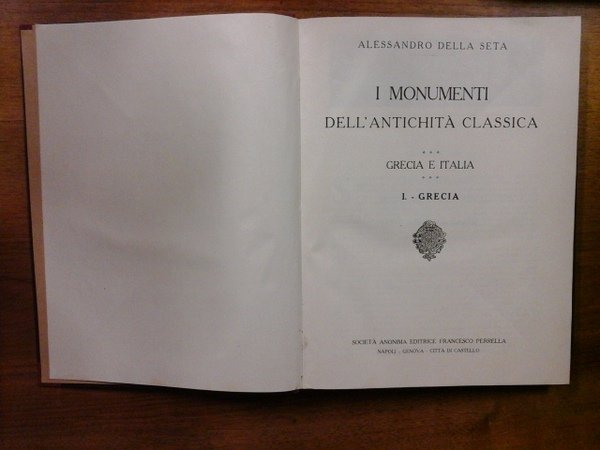 ALESSANDRO DELLA SETA
I MONUMENTI
DELL'ANTICHITÀ CLASSICA
* * *
GRECIA E ITALIA
* * *
I. - GRECIA
SOCIETÀ ANONIMA EDITRICE FRANCESCO PERRELLA
NAPOLI - GENOVA - CITTÀ DI CASTELLO